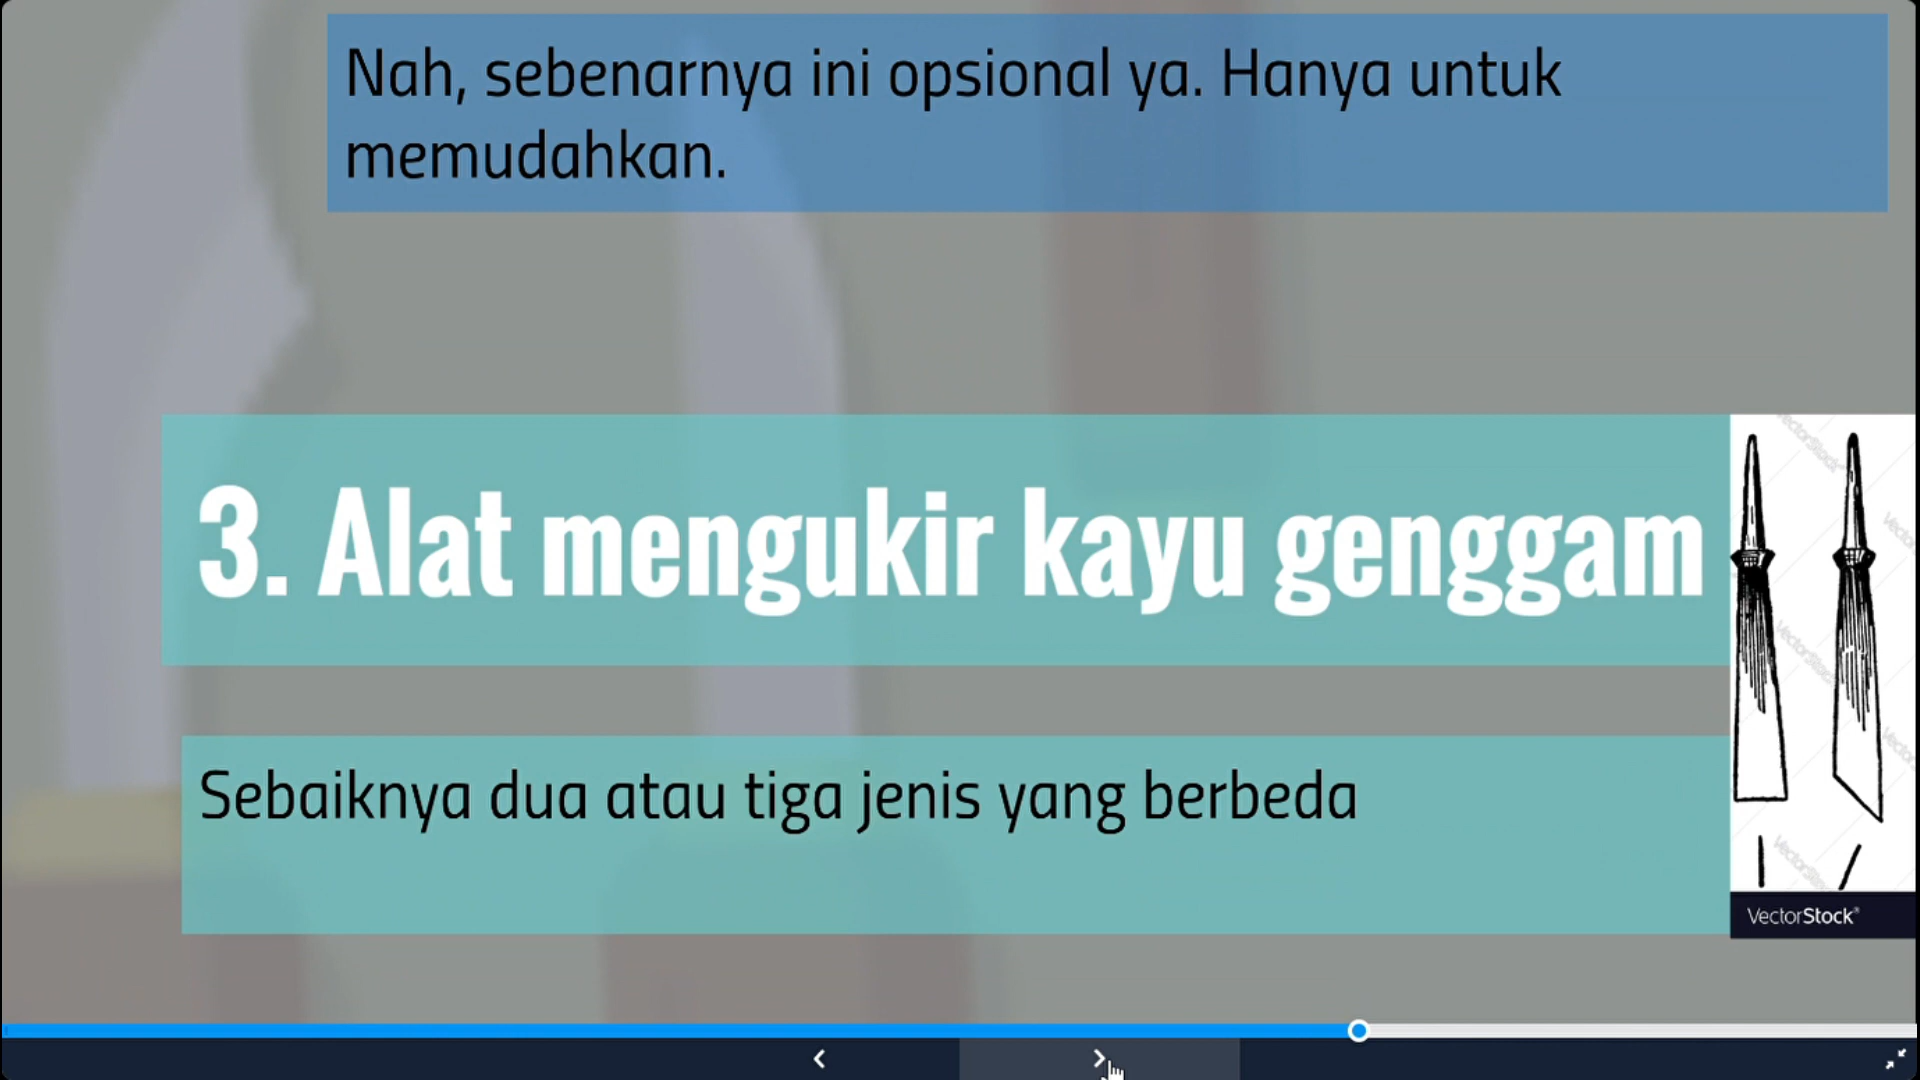 Nah, sebenarnya ini opsional ya. Hanya untuk
memudahkan.
3. Alat mengukir kayu genggam
Sebaiknya dua atau tiga jenis yang berbeda
VectorStock®